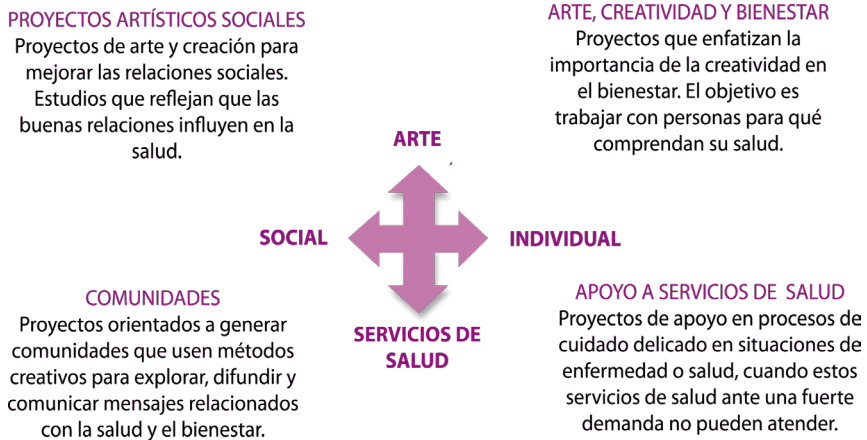 PROYECTOS ARTÍSTICOS SOCIALES
Proyectos de arte y creación para
mejorar las relaciones sociales.
Estudios que reflejan que las
buenas relaciones influyen en la
salud.
ARTE, CREATIVIDAD Y BIENESTAR
Proyectos que enfatizan la
importancia de la creatividad en
el bienestar. El objetivo es
trabajar con personas para qué
comprendan su salud.
ARTE
SOCIAL
INDIVIDUAL
SERVICIOS DE
SALUD
COMUNIDADES
Proyectos orientados a generar
comunidades que usen métodos
creativos para explorar, difundir y
comunicar mensajes relacionados
con la salud y el bienestar.
APOYO A SERVICIOS DE SALUD
Proyectos de apoyo en procesos de
cuidado delicado en situaciones de
enfermedad o salud, cuando estos
servicios de salud ante una fuerte
demanda no pueden atender.